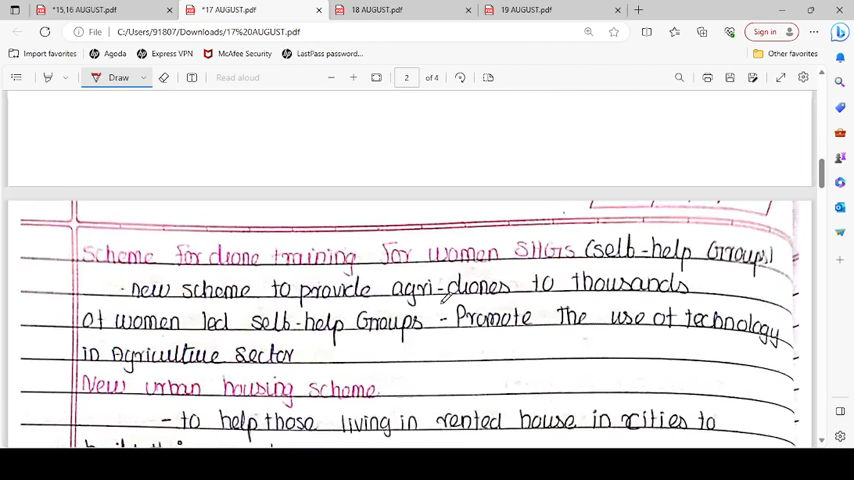 *15,16 AUGUST.pdf
*17 AUGUST.pdf
18 AUGUST.pdf
19 AUGUST.pdf
File
C:/Users/91807/Downloads/17%20AUGUST.pdf
Sign in
Import favorites
Agoda
Express VPN
McAfee Security
LastPass password...
Other favorites
Draw
Read aloud
2
of 4
Scheme for drone training for women SHGs (self-help Groups)
- new scheme to provide agri-drones to thousands
of women led self-help Groups - Promote the use of technology
in Agriculture sector
New urban housing scheme
- to help those living in rented house in cities to